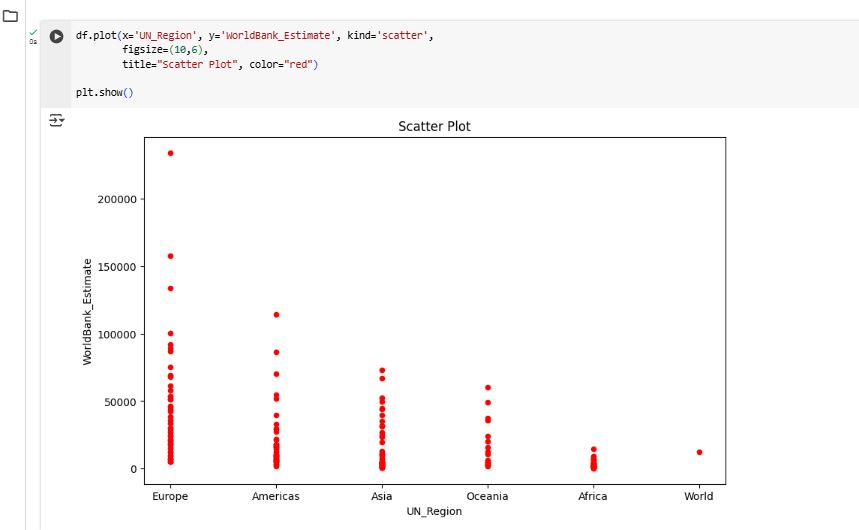 df.plot(x='UN_Region', y='WorldBank_Estimate', kind='scatter',
figsize=(10,6),
title="Scatter Plot", color="red")
plt.show()
0s
Scatter Plot
200000
150000
100000
50000
0
WorldBank_Estimate
Europe Americas Asia Oceania Africa World
UN_Region